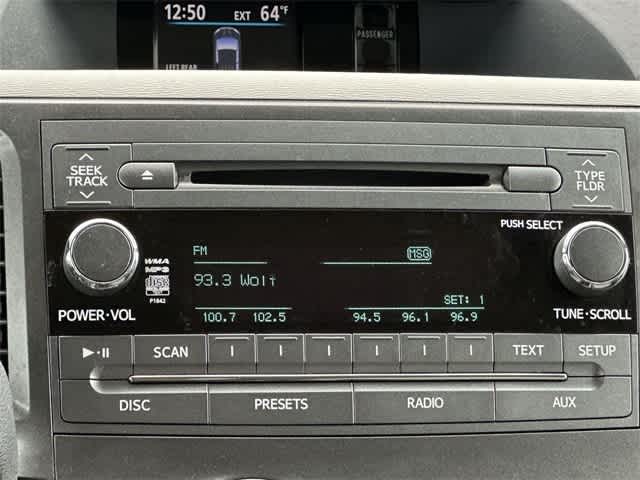 12:50 EXT 64°F
PASSENGER
LEFT REAR
SEEK
TRACK
TYPE
FLDR
PUSH SELECT
FM
MSG
WMA
MP3
93.3 Wolf
P1842
SET: 1
POWER·VOL
100.7 102.5 94.5 96.1 96.9
TUNE·SCROLL
SCAN
TEXT
SETUP
DISC
PRESETS
RADIO
AUX